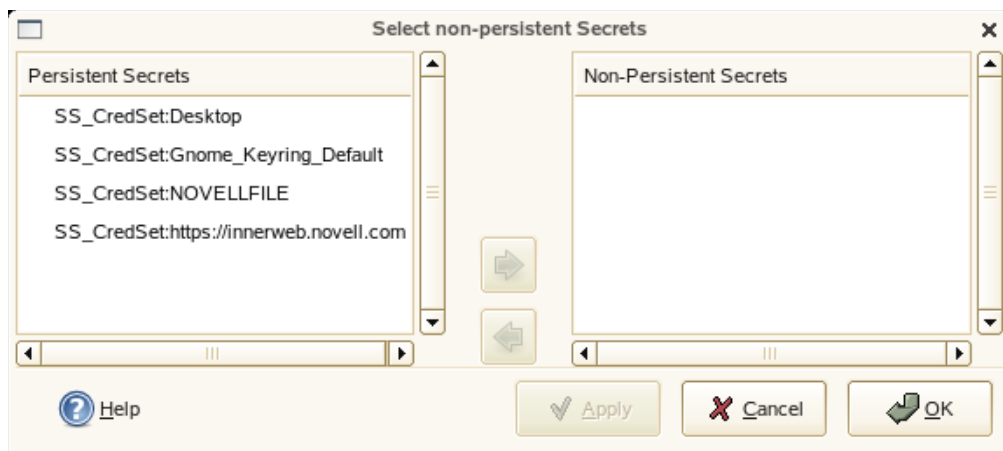 Select non-persistent Secrets
Persistent Secrets
SS_CredSet:Desktop
SS_CredSet:Gnome_Keyring_Default
SS_CredSet:NOVELLFILE
SS_CredSet:https://innerweb.novell.com
Non-Persistent Secrets
Help
Apply
Cancel
OK